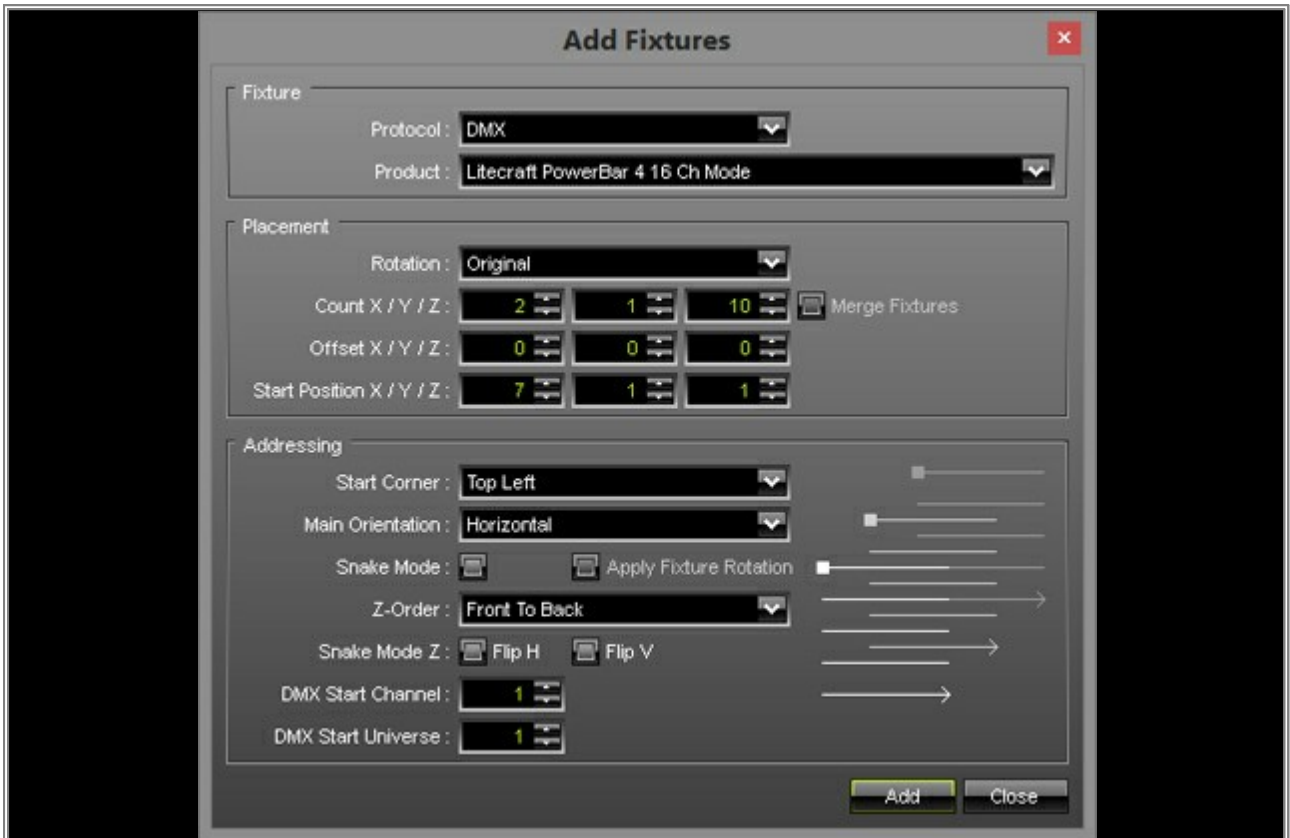 Add Fixtures
Fixture
Protocol : DMX
Product : Litecraft PowerBar 4 16 Ch Mode
Placement
Rotation : Original
Count X / Y / Z : 2 1 10 Merge Fixtures
Offset X / Y / Z : 0 0 0
Start Position X / Y / Z : 7 1 1
Addressing
Start Corner : Top Left
Main Orientation : Horizontal
Snake Mode : Apply Fixture Rotation
Z-Order : Front To Back
Snake Mode Z : Flip H Flip V
DMX Start Channel : 1
DMX Start Universe : 1
Add Close